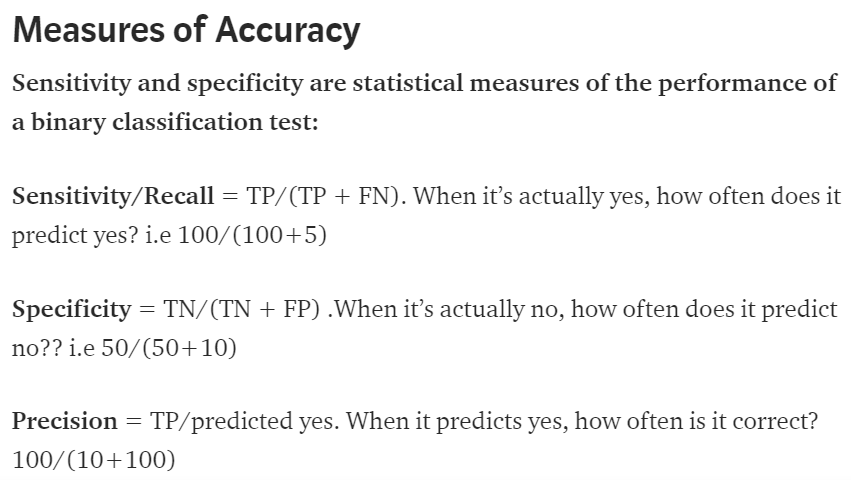 Measures of Accuracy
Sensitivity and specificity are statistical measures of the performance of
a binary classification test:
Sensitivity/Recall = TP/(TP + FN). When it’s actually yes, how often does it
predict yes? i.e 100/(100+5)
Specificity = TN/(TN + FP) .When it’s actually no, how often does it predict
no?? i.e 50/(50+10)
Precision = TP/predicted yes. When it predicts yes, how often is it correct?
100/(10+100)